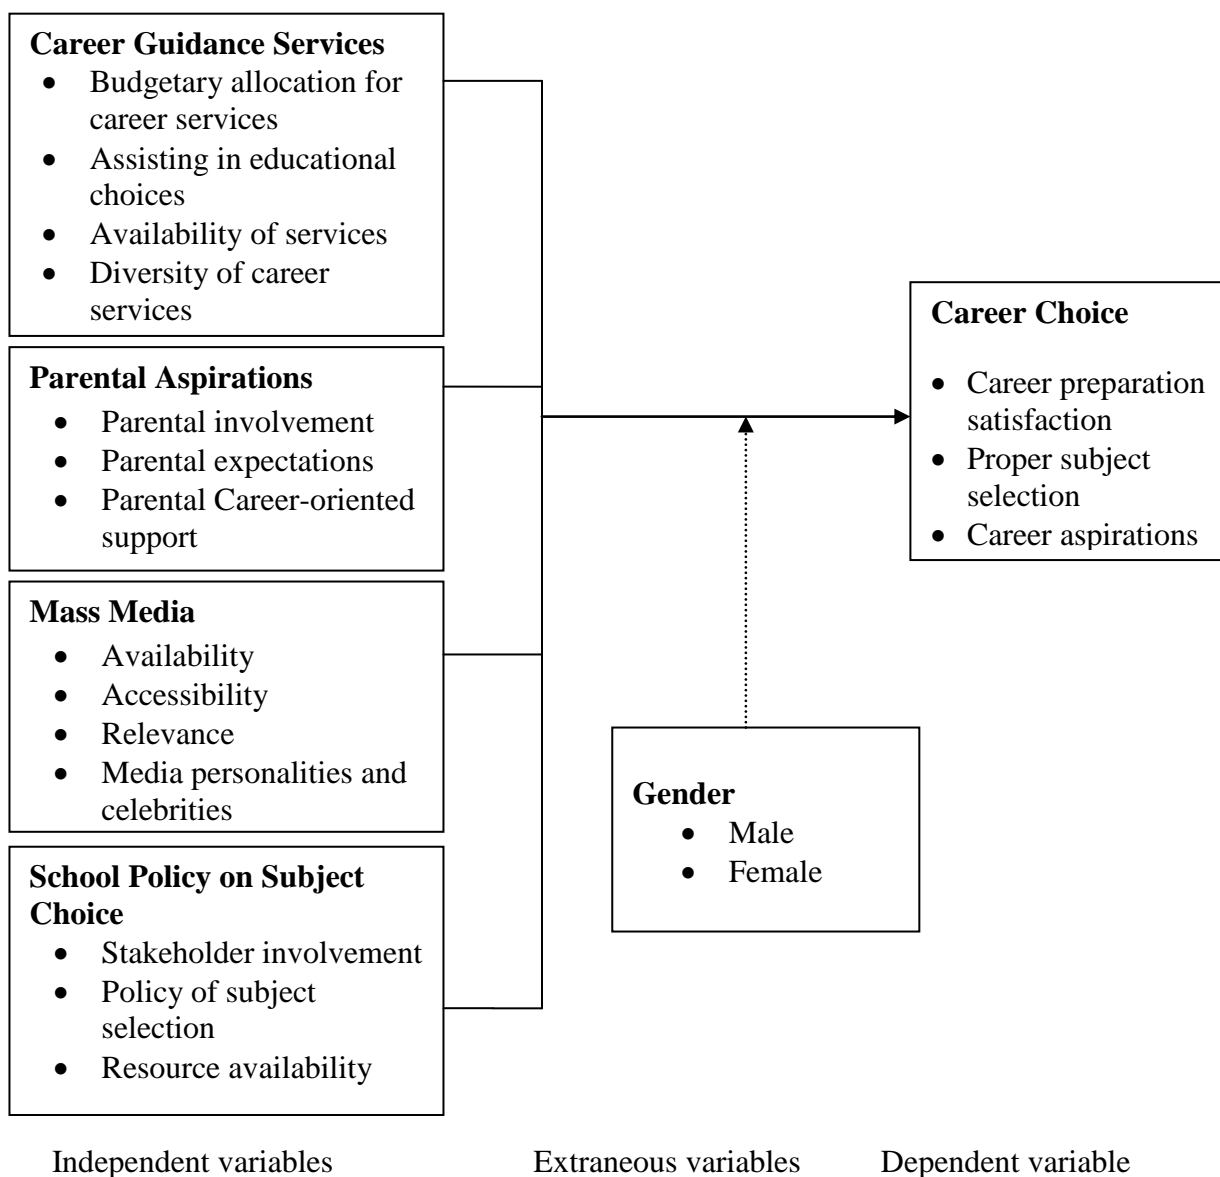 Career Guidance Services
• Budgetary allocation for
career services
• Assisting in educational
choices
• Availability of services
• Diversity of career
services
Parental Aspirations
• Parental involvement
• Parental expectations
• Parental Career-oriented
support
Mass Media
• Availability
• Accessibility
• Relevance
• Media personalities and
celebrities
School Policy on Subject
Choice
• Stakeholder involvement
• Policy of subject
selection
• Resource availability
Gender
• Male
• Female
Career Choice
• Career preparation
satisfaction
• Proper subject
selection
• Career aspirations
Independent variables
Extraneous variables
Dependent variable